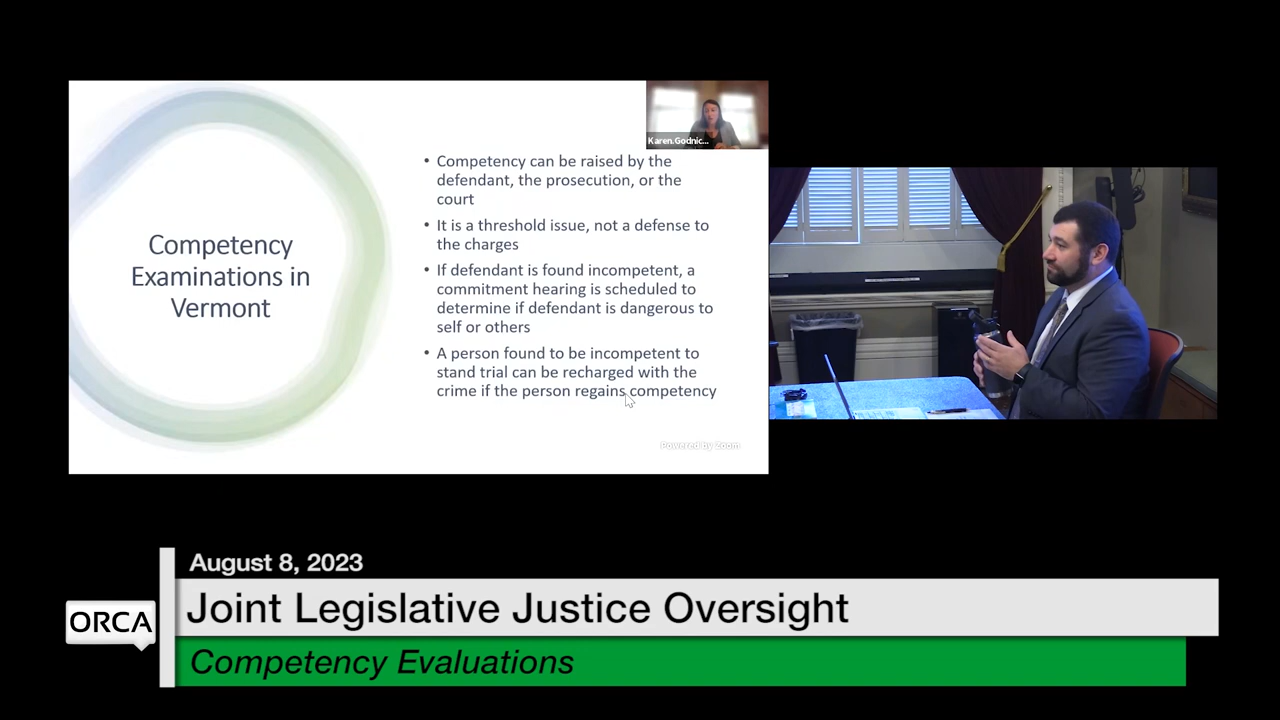 Karen.Godnic...
Competency
Examinations in
Vermont
• Competency can be raised by the
defendant, the prosecution, or the
court
• It is a threshold issue, not a defense to
the charges
• If defendant is found incompetent, a
commitment hearing is scheduled to
determine if defendant is dangerous to
self or others
• A person found to be incompetent to
stand trial can be recharged with the
crime if the person regains competency
Powered by Zoom
August 8, 2023
ORCA
Joint Legislative Justice Oversight
Competency Evaluations